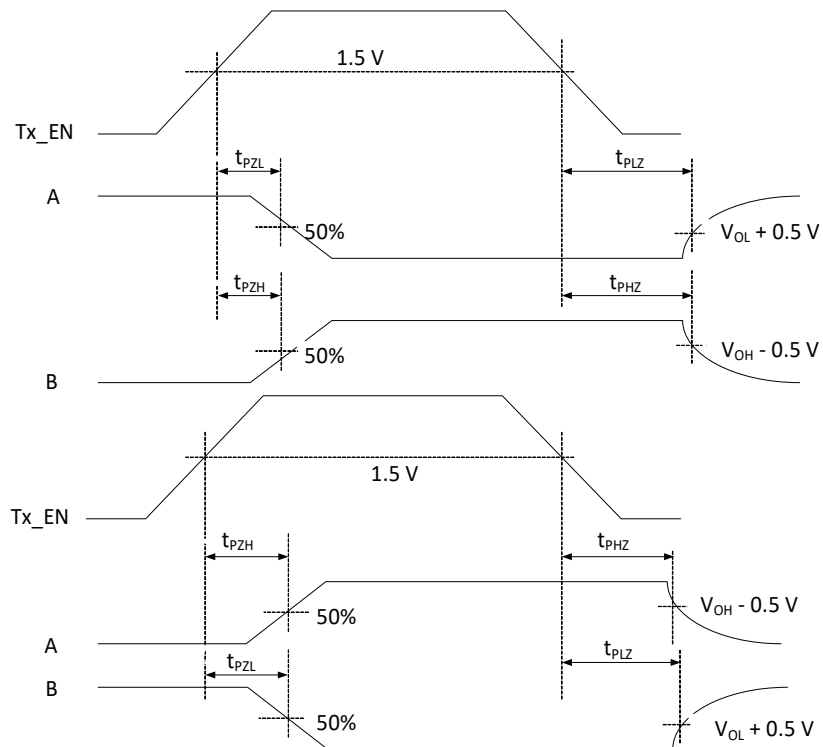 1.5 V
Tx_EN
tPZL
tPLZ
A
50%
VOL + 0.5 V
tPZH
tPHZ
50%
VOH - 0.5 V
B
1.5 V
Tx_EN
tPZH
tPHZ
50%
VOH - 0.5 V
A
tPZL
tPLZ
B
50%
VOL + 0.5 V